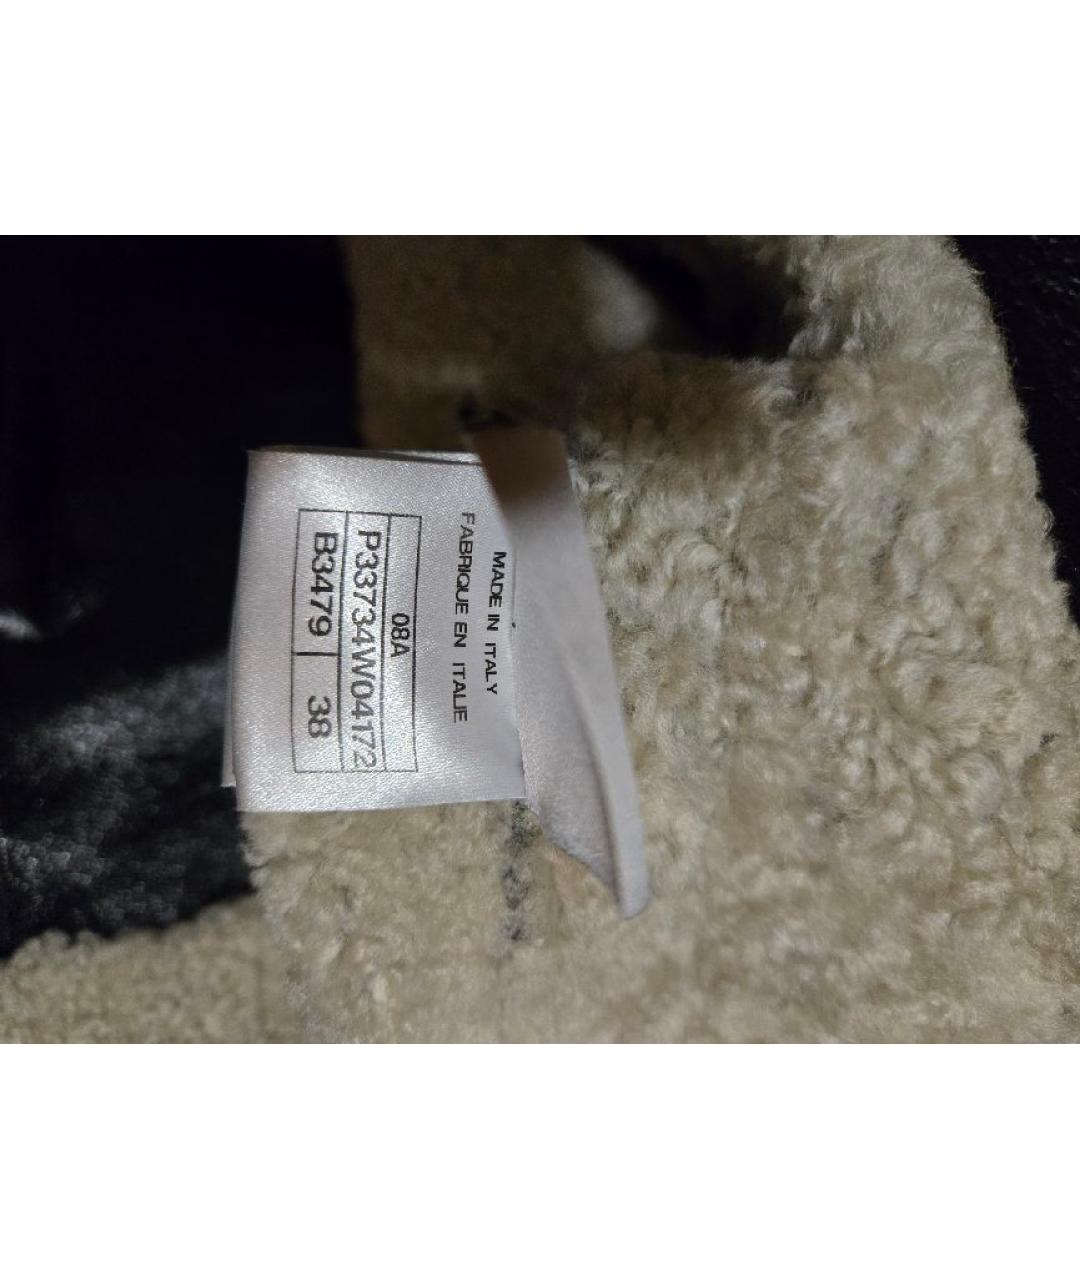 MADE IN ITALY
FABRIQUE EN ITALIE
08A
P33734W04172
B3479 38